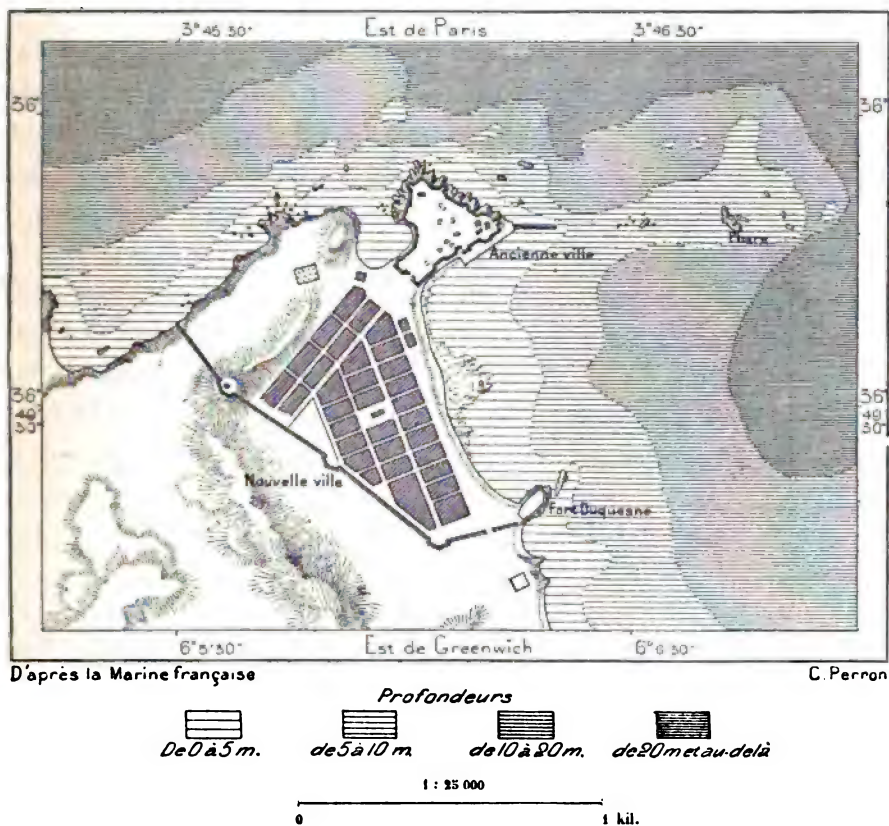 3° 45' 30" Est de Paris 3° 46' 30"
36° 36°
Phare
Ancienne ville
36° 36°
49' 49'
30" 30"
Nouvelle ville
Fort Duquesne
6° 5' 30" Est de Greenwich 6° 6' 30"
D'après la Marine française C. Perron
Profondeurs
De 0 à 5 m. de 5 à 10 m. de 10 à 20 m. de 20 m et au-delà
1 : 25 000
0 1 kil.